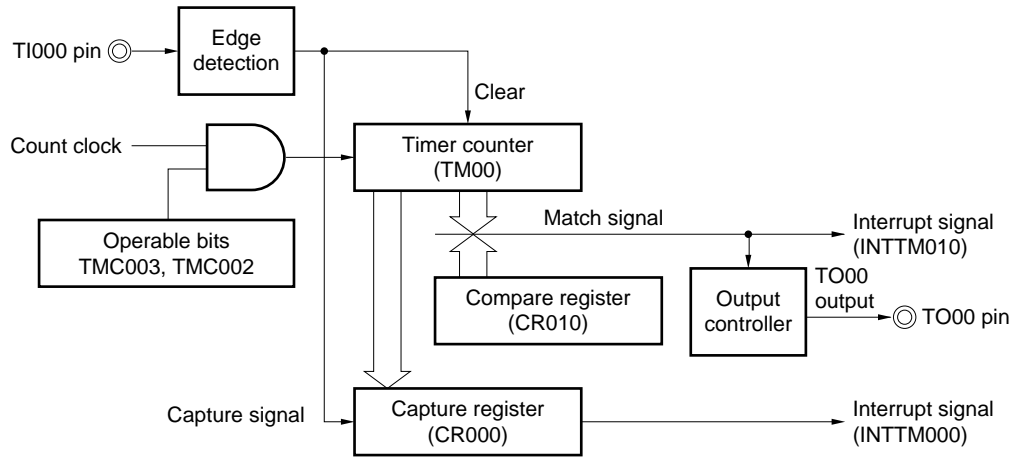 TI000 pin
Edge
detection
Clear
Count clock
Timer counter
(TM00)
Operable bits
TMC003, TMC002
Match signal
Interrupt signal
(INTTM010)
Compare register
(CR010)
Output
controller
TO00
output
TO00 pin
Capture signal
Capture register
(CR000)
Interrupt signal
(INTTM000)